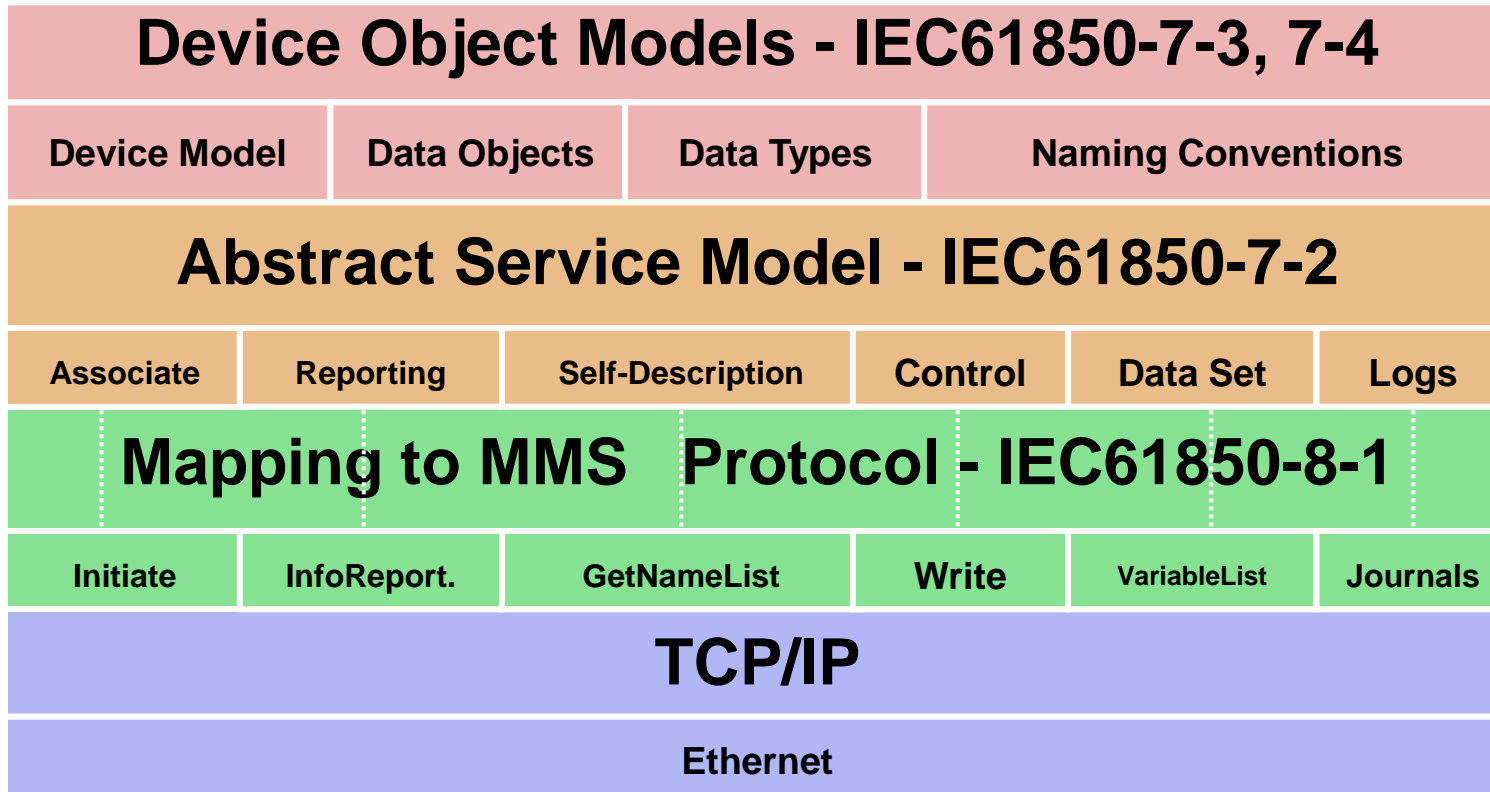 Device Object Models - IEC61850-7-3, 7-4
Device Model Data Objects Data Types Naming Conventions
Abstract Service Model - IEC61850-7-2
Associate Reporting Self-Description Control Data Set Logs
Mapping to MMS Protocol - IEC61850-8-1
Initiate InfoReport. GetNameList Write VariableList Journals
TCP/IP
Ethernet